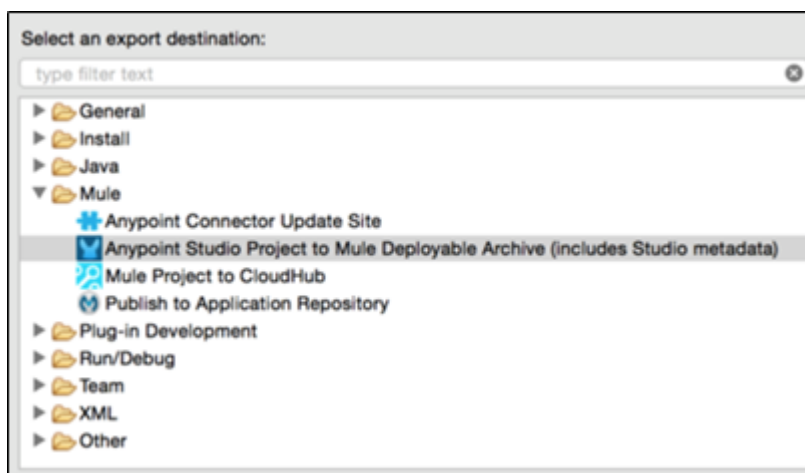 Select an export destination:
type filter text
General
Install
Java
Mule
Anypoint Connector Update Site
Anypoint Studio Project to Mule Deployable Archive (includes Studio metadata)
Mule Project to CloudHub
Publish to Application Repository
Plug-in Development
Run/Debug
Team
XML
Other